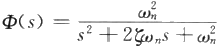 Φ(s) = ω_n^2 / (s^2 + 2ζω_n s + ω_n^2)